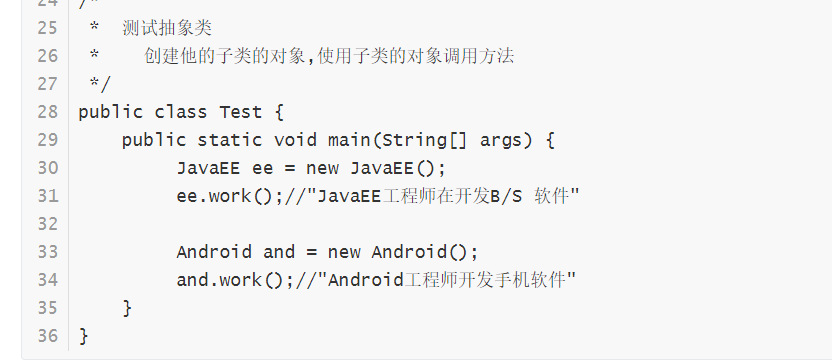 24 /*
25  *  测试抽象类
26  *    创建他的子类的对象,使用子类的对象调用方法
27  */
28 public class Test {
29     public static void main(String[] args) {
30          JavaEE ee = new JavaEE();
31          ee.work();//"JavaEE工程师在开发B/S 软件"
32
33          Android and = new Android();
34          and.work();//"Android工程师开发手机软件"
35     }
36 }